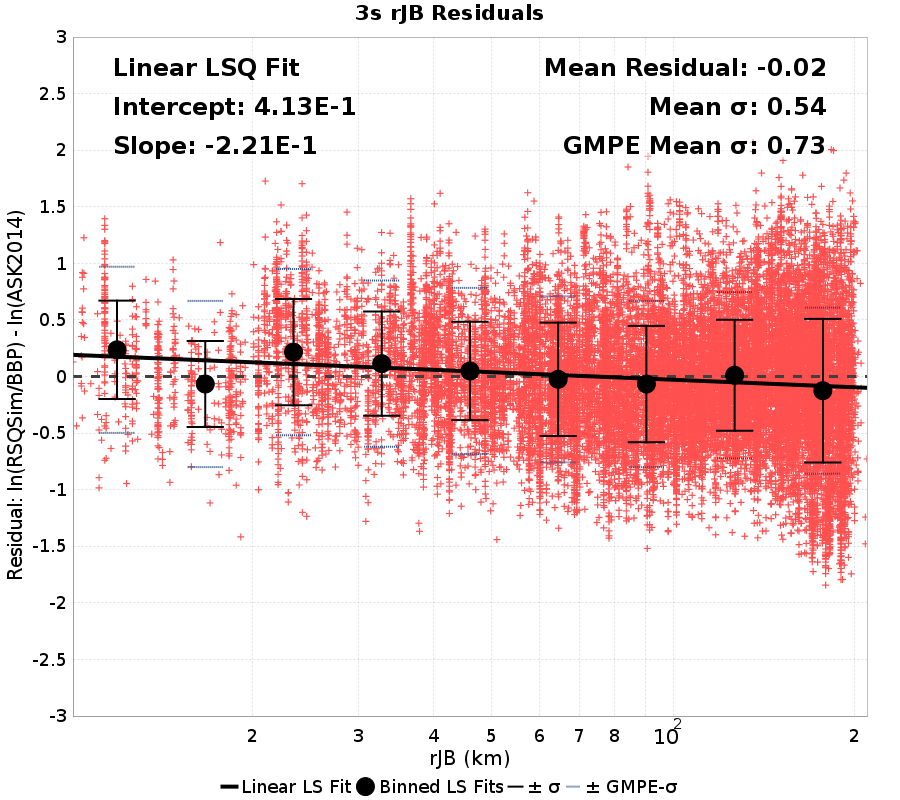 3s rJB Residuals
Linear LSQ Fit
Intercept: 4.13E-1
Slope: -2.21E-1
Mean Residual: -0.02
Mean σ: 0.54
GMPE Mean σ: 0.73
Residual: ln(RSQSim/BBP) - ln(ASK2014)
3
2.5
2
1.5
1
0.5
0
-0.5
-1
-1.5
-2
-2.5
-3
2 3 4 5 6 7 8 10² 2
rJB (km)
Linear LS Fit Binned LS Fits ± σ ± GMPE-σ